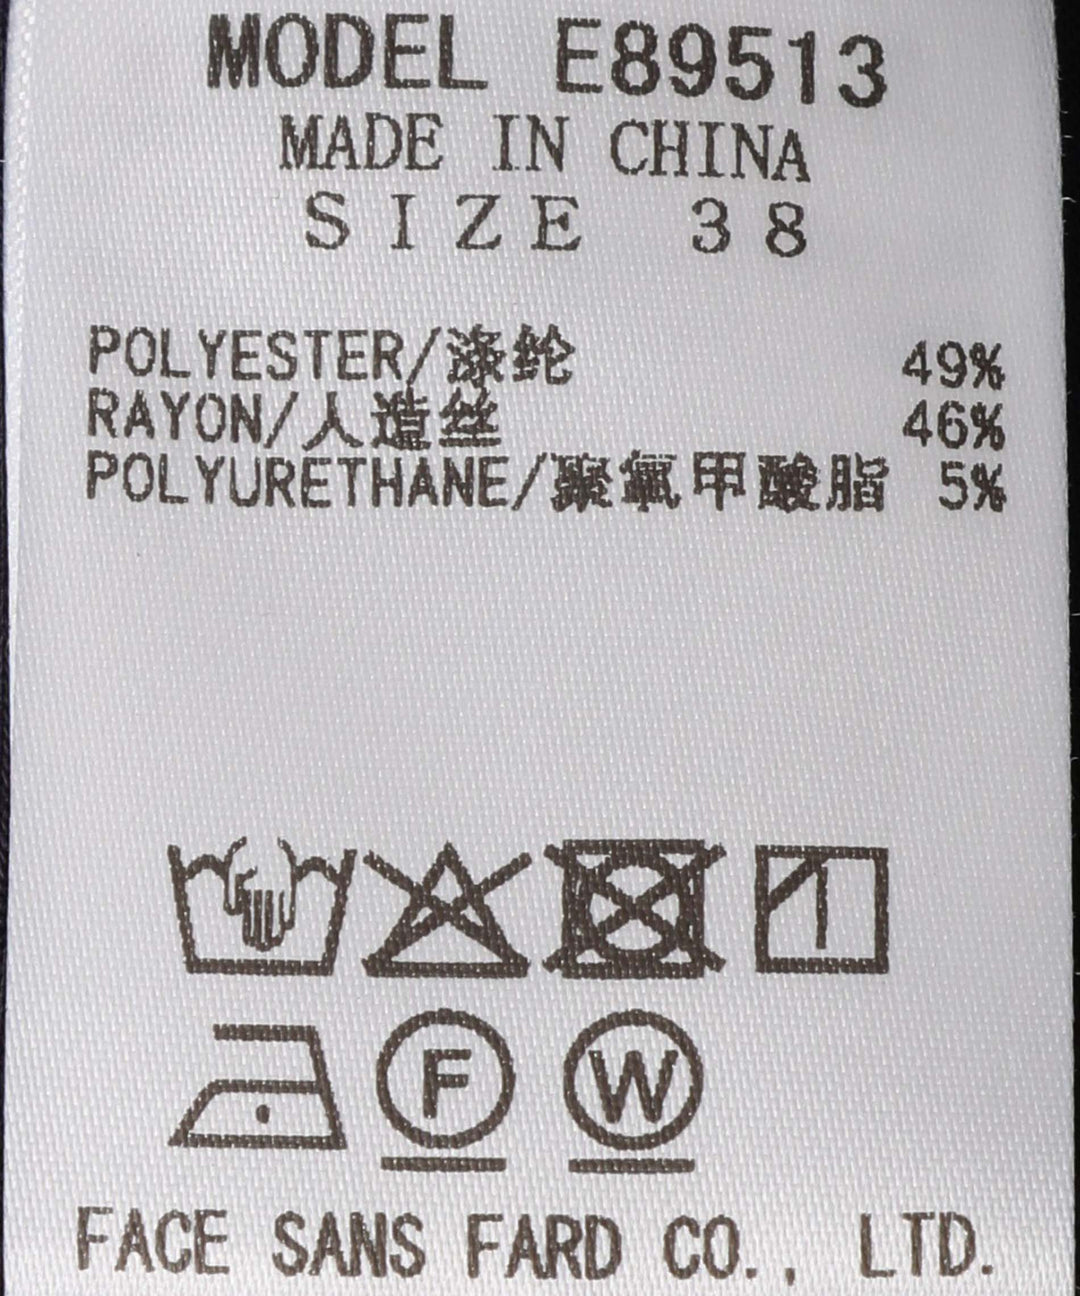 MODEL E89513
MADE IN CHINA
SIZE 38
POLYESTER/涤纶 49%
RAYON/人造丝 46%
POLYURETHANE/聚氨甲酸脂 5%
F W
FACE SANS FARD CO., LTD.